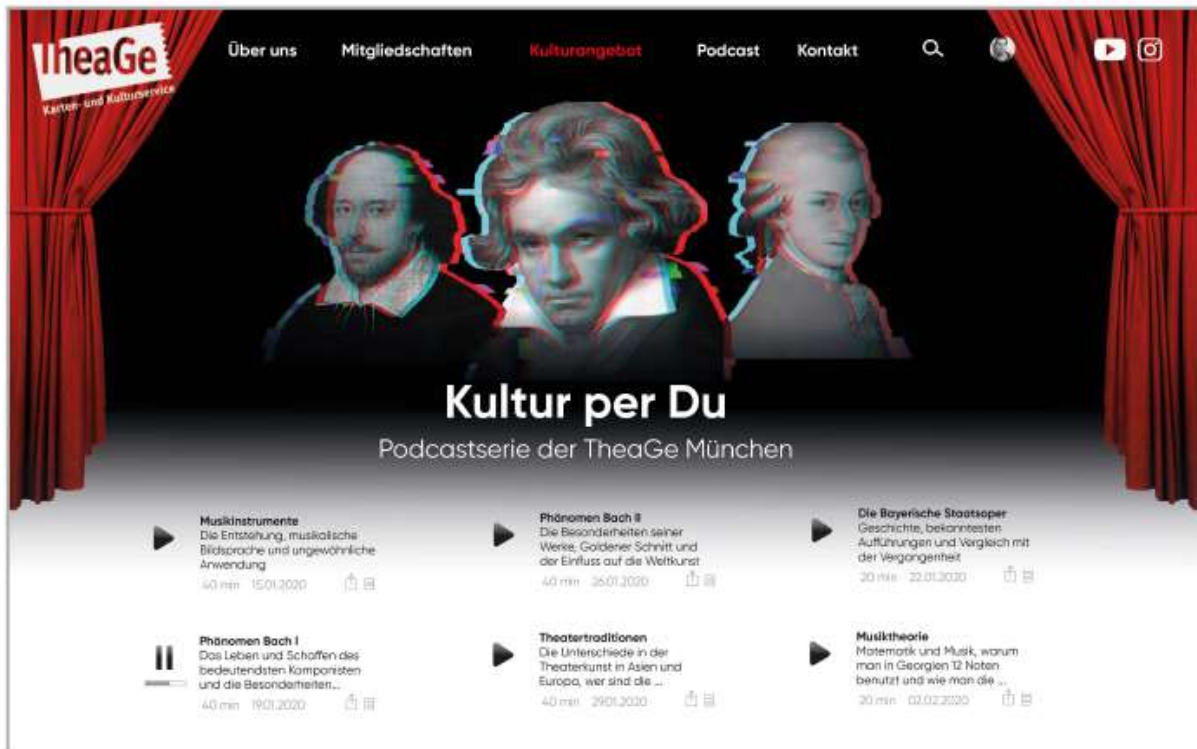 TheaGe
Karten- und Kulturservice
Über uns
Mitgliedschaften
Kulturangebot
Podcast
Kontakt
Kultur per Du
Podcastserie der TheaGe München
Musikinstrumente
Die Entstehung, musikalische
Bildsprache und ungewöhnliche
Anwendung
40 min 15.01.2020
Phänomen Bach II
Die Besonderheiten seiner
Werke, Goldener Schnitt und
der Einfluss auf die Weltkunst
40 min 26.01.2020
Die Bayerische Staatsoper
Geschichte, bekanntesten
Aufführungen und Vergleich mit
der Vergangenheit
20 min 22.01.2020
Phänomen Bach I
Das Leben und Schaffen des
bedeutendsten Komponisten
und die Besonderheiten...
40 min 19.01.2020
Theatertraditionen
Die Unterschiede in der
Theaterkunst in Asien und
Europa, wer sind die ...
40 min 29.01.2020
Musiktheorie
Matematik und Musik, warum
man in Georgien 12 Noten
benutzt und wie man die ...
20 min 02.02.2020